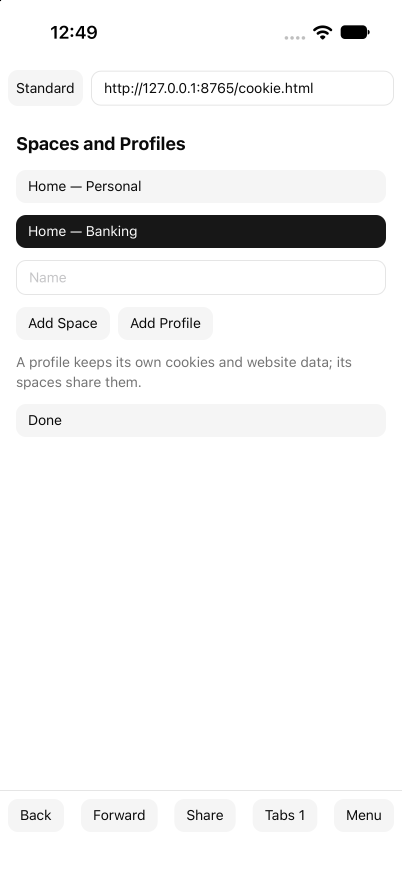 12:49
Standard
http://127.0.0.1:8765/cookie.html
Spaces and Profiles
Home — Personal
Home — Banking
Name
Add Space
Add Profile
A profile keeps its own cookies and website data; its
spaces share them.
Done
Back
Forward
Share
Tabs 1
Menu